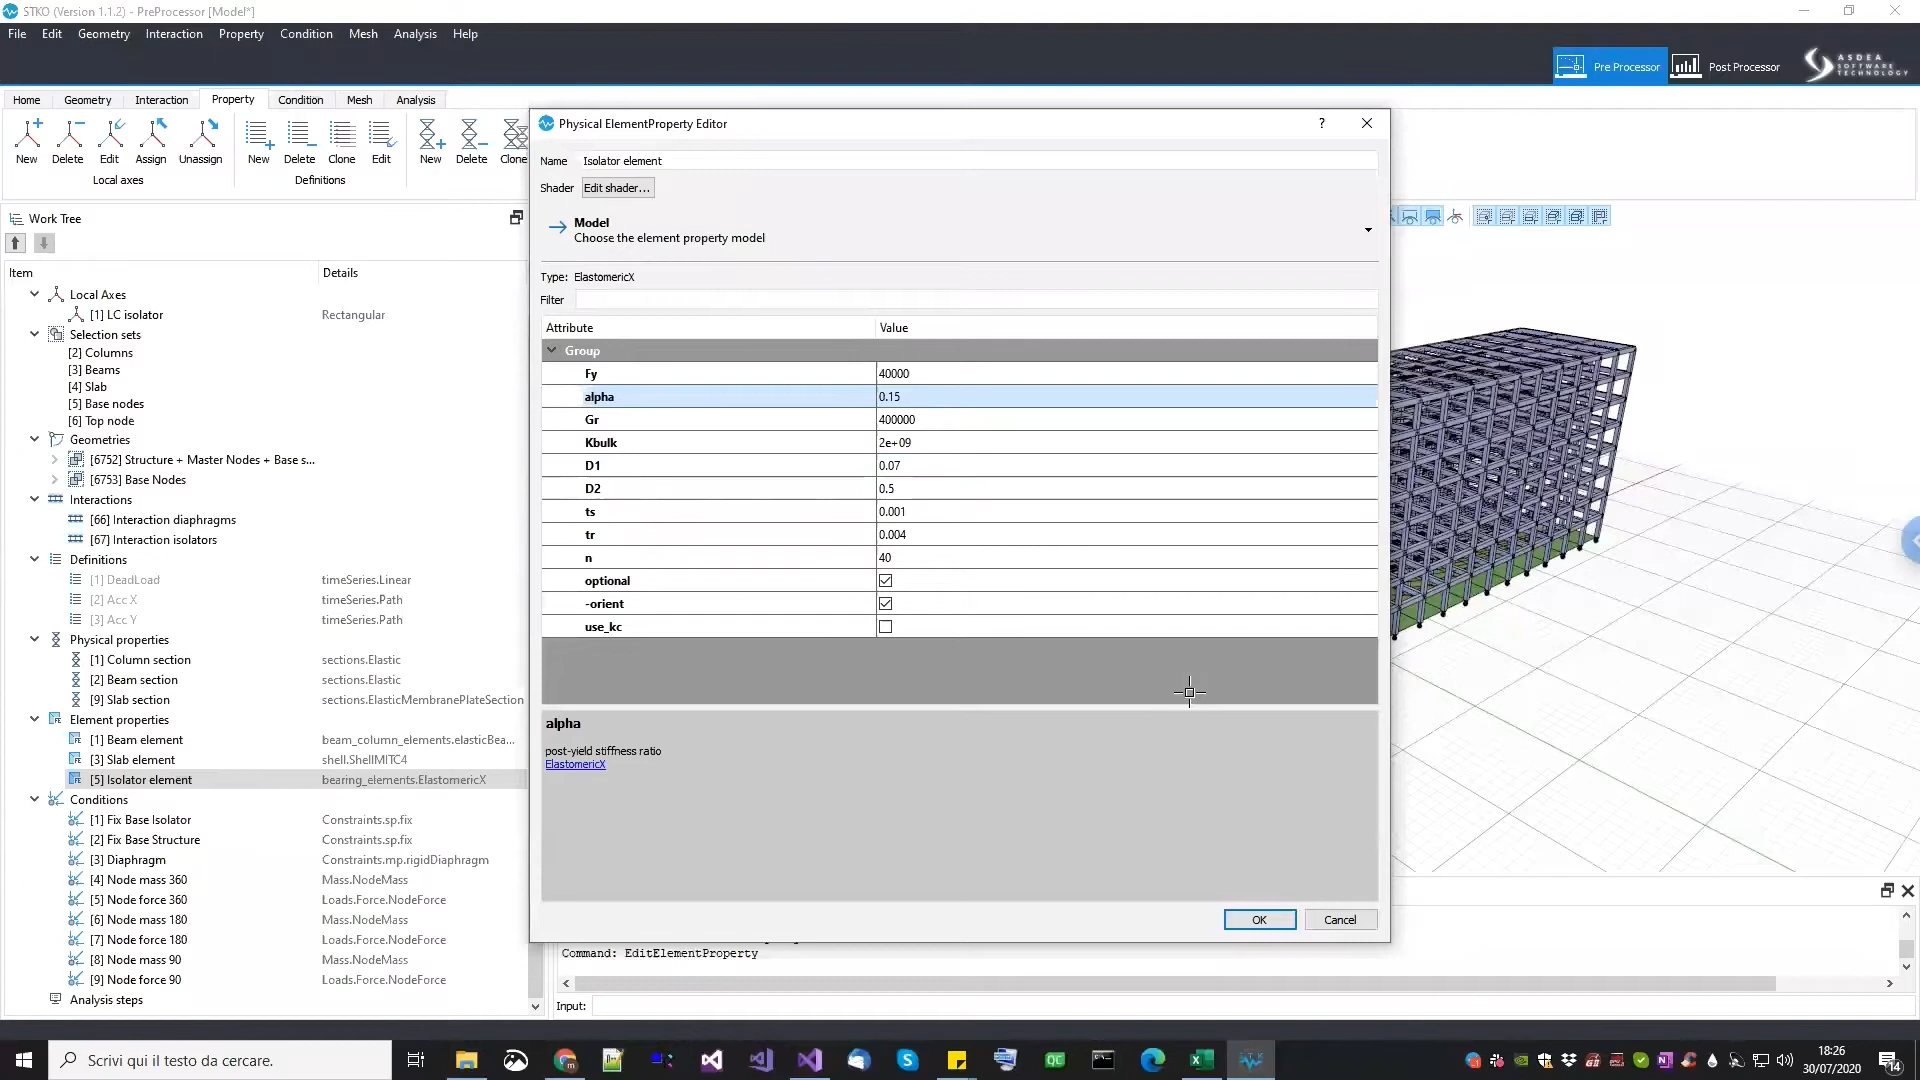 STKO (Version 1.1.2) - PreProcessor [Model*]
File Edit Geometry Interaction Property Condition Mesh Analysis Help
Pre Processor Post Processor ASDEA SOFTWARE TECHNOLOGY
Home Geometry Interaction Property Condition Mesh Analysis
New Delete Edit Assign Unassign New Delete Clone Edit New Delete Clone
Local axes Definitions
Work Tree
Item Details
Local Axes
[1] LC isolator Rectangular
Selection sets
[2] Columns
[3] Beams
[4] Slab
[5] Base nodes
[6] Top node
Geometries
[6752] Structure + Master Nodes + Base s...
[6753] Base Nodes
Interactions
[66] Interaction diaphragms
[67] Interaction isolators
Definitions
[1] DeadLoad timeSeries.Linear
[2] Acc X timeSeries.Path
[3] Acc Y timeSeries.Path
Physical properties
[1] Column section sections.Elastic
[2] Beam section sections.Elastic
[9] Slab section sections.ElasticMembranePlateSection
Element properties
[1] Beam element beam_column_elements.elasticBea...
[3] Slab element shell.ShellMITC4
[5] Isolator element bearing_elements.ElastomericX
Conditions
[1] Fix Base Isolator Constraints.sp.fix
[2] Fix Base Structure Constraints.sp.fix
[3] Diaphragm Constraints.mp.rigidDiaphragm
[4] Node mass 360 Mass.NodeMass
[5] Node force 360 Loads.Force.NodeForce
[6] Node mass 180 Mass.NodeMass
[7] Node force 180 Loads.Force.NodeForce
[8] Node mass 90 Mass.NodeMass
[9] Node force 90 Loads.Force.NodeForce
Analysis steps
Physical ElementProperty Editor ?
Name Isolator element
Shader Edit shader...
Model
Choose the element property model
Type: ElastomericX
Filter
Attribute Value
Group
Fy 40000
alpha 0.15
Gr 400000
Kbulk 2e+09
D1 0.07
D2 0.5
ts 0.001
tr 0.004
n 40
optional
-orient
use_kc
alpha
post-yield stiffness ratio
ElastomericX
OK Cancel
Command: EditElementProperty
Input:
Scrivi qui il testo da cercare.
18:26
30/07/2020
14